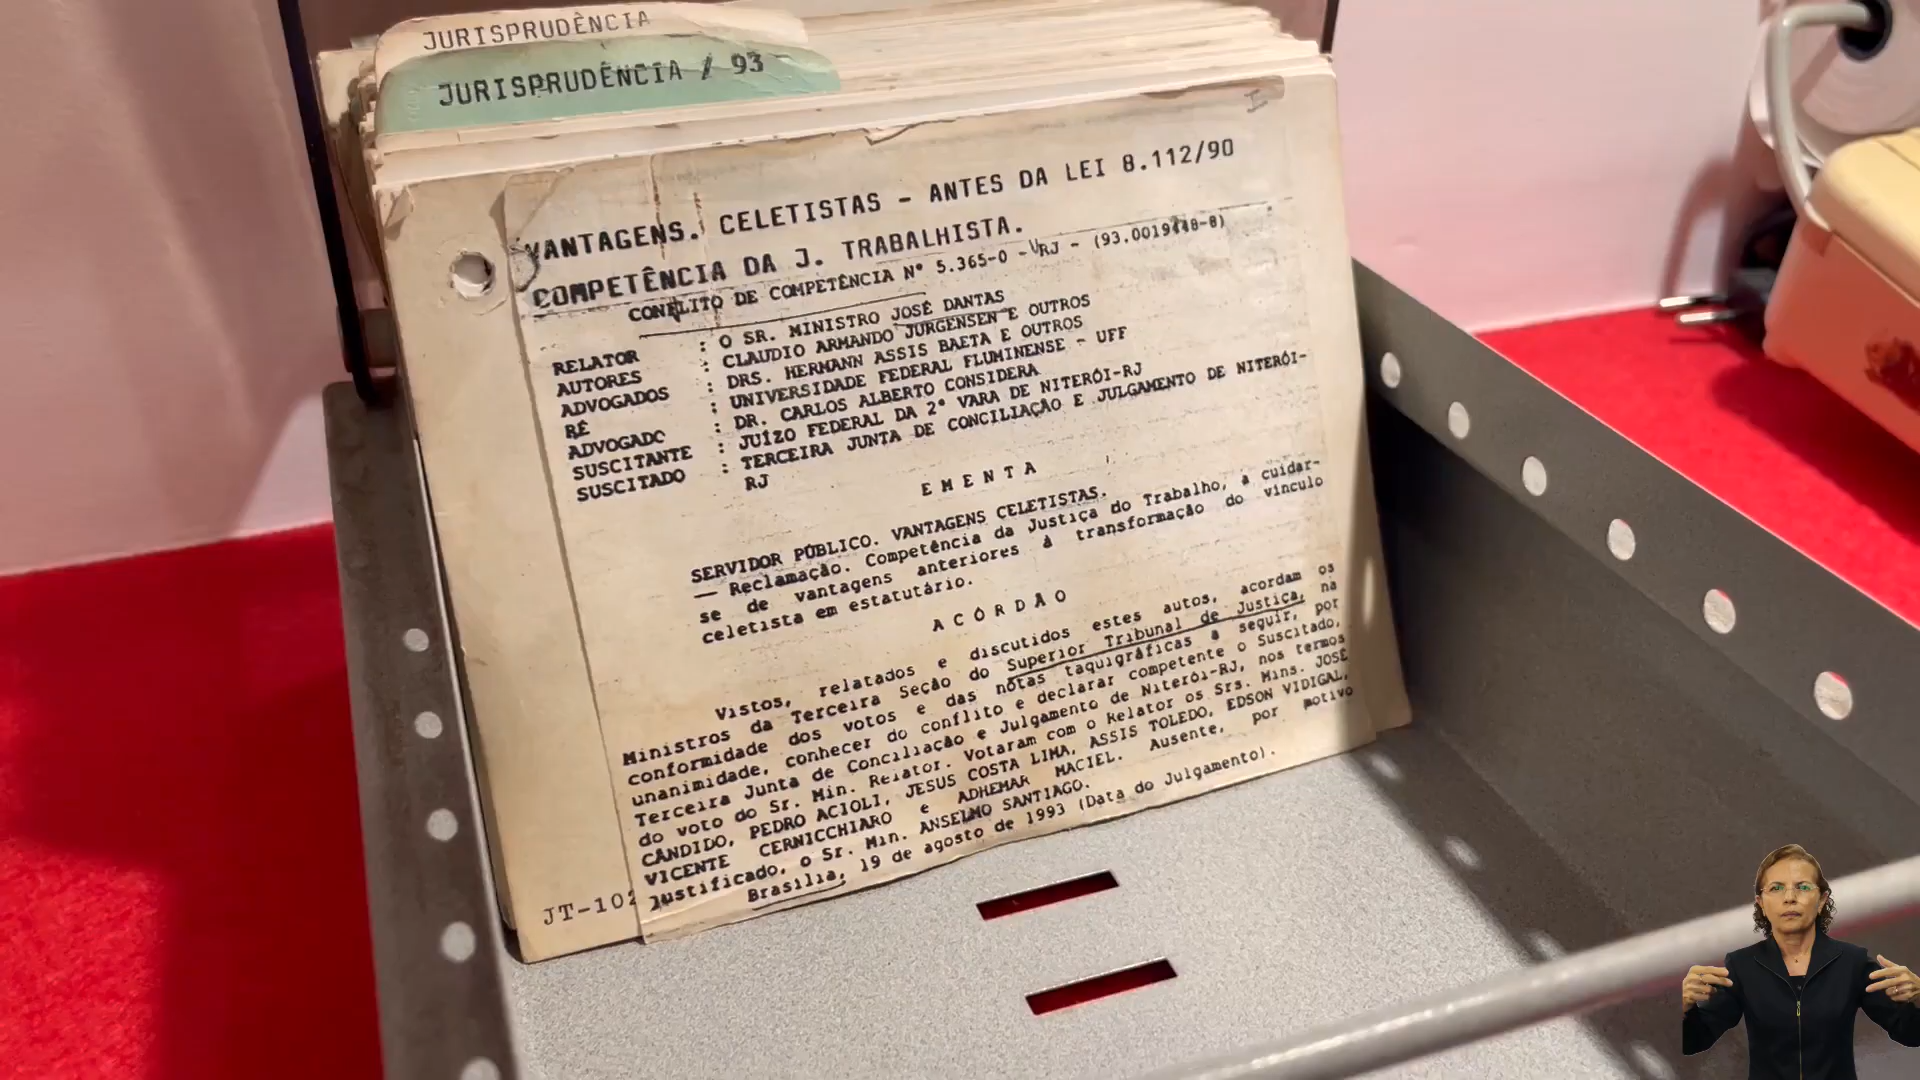 JURISPRUDÊNCIA
JURISPRUDÊNCIA / 93
VANTAGENS. CELETISTAS - ANTES DA LEI 8.112/90
COMPETÊNCIA DA J. TRABALHISTA.
CONFLITO DE COMPETÊNCIA Nº 5.365-0 - RJ - (93.0019448-8)
RELATOR : O SR. MINISTRO JOSÉ DANTAS
AUTORES : CLAUDIO ARMANDO JURGENSEN E OUTROS
ADVOGADOS : DRS. HERMANN ASSIS BAETA E OUTROS
RÉ : UNIVERSIDADE FEDERAL FLUMINENSE - UFF
ADVOGADO : DR. CARLOS ALBERTO CONSIDERA
SUSCITANTE : JUÍZO FEDERAL DA 2ª VARA DE NITERÓI-RJ
SUSCITADO : TERCEIRA JUNTA DE CONCILIAÇÃO E JULGAMENTO DE NITERÓI-
RJ
E M E N T A
SERVIDOR PÚBLICO. VANTAGENS CELETISTAS.
— Reclamação. Competência da Justiça do Trabalho, a cuidar-
se de vantagens anteriores à transformação do vínculo
celetista em estatutário.
A C Ó R D Ã O
Vistos, relatados e discutidos estes autos, acordam os
Ministros da Terceira Seção do Superior Tribunal de Justiça, na
conformidade dos votos e das notas taquigráficas a seguir, por
unanimidade, conhecer do conflito e declarar competente o Suscitado,
Terceira Junta de Conciliação e Julgamento de Niterói-RJ, nos termos
do voto do Sr. Min. Relator. Votaram com o Relator os Srs. Mins. JOSÉ
CÂNDIDO, PEDRO ACIOLI, JESUS COSTA LIMA, ASSIS TOLEDO, EDSON VIDIGAL,
VICENTE CERNICCHIARO e ADHEMAR MACIEL. Ausente, por motivo
justificado, o Sr. Min. ANSELMO SANTIAGO.
Brasília, 19 de agosto de 1993 (Data do Julgamento).
JT-102